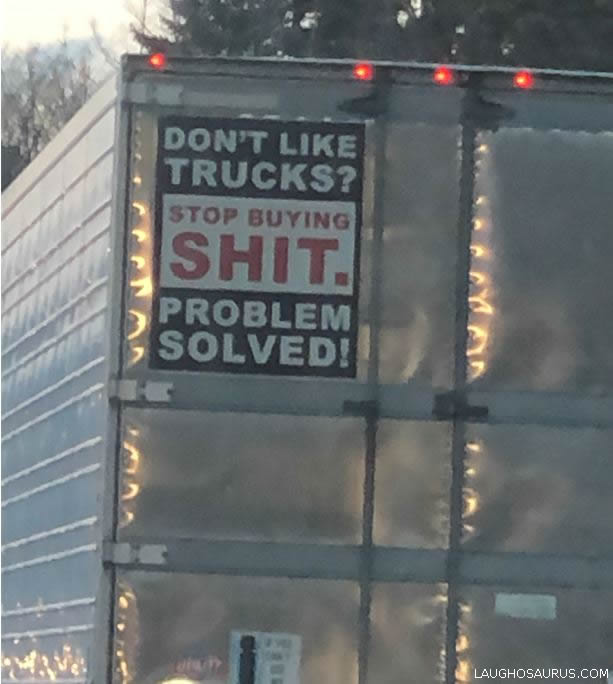 DON'T LIKE
TRUCKS?
STOP BUYING
SHIT.
PROBLEM
SOLVED!
LAUGHOSAURUS.COM